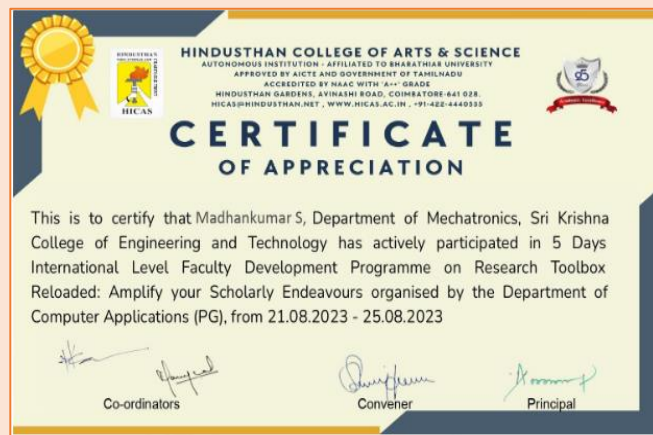 HINDUSTHAN COLLEGE OF ARTS & SCIENCE
AUTONOMOUS INSTITUTION - AFFILIATED TO BHARATHIAR UNIVERSITY
APPROVED BY AICTE AND GOVERNMENT OF TAMILNADU
ACCREDITED BY NAAC WITH 'A++' GRADE
HINDUSTHAN GARDENS, AVINASHI ROAD, COIMBATORE-641 028.
HICAS@HINDUSTHAN.NET , WWW.HICAS.AC.IN , +91-422-4440555
HICAS
CERTIFICATE
OF APPRECIATION
This is to certify that Madhankumar S, Department of Mechatronics, Sri Krishna
College of Engineering and Technology has actively participated in 5 Days
International Level Faculty Development Programme on Research Toolbox
Reloaded: Amplify your Scholarly Endeavours organised by the Department of
Computer Applications (PG), from 21.08.2023 - 25.08.2023
Co-ordinators
Convener
Principal